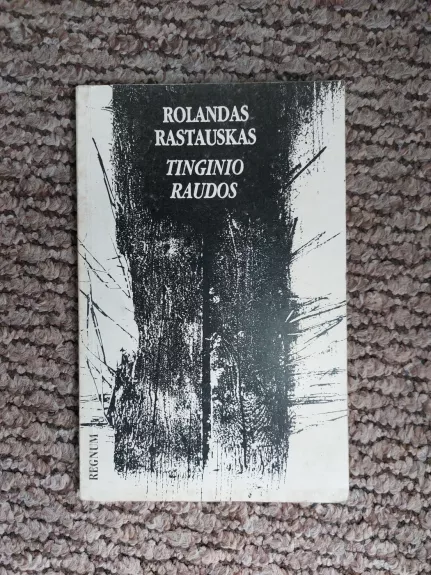 ROLANDAS
RASTAUSKAS
TINGINIO
RAUDOS
REGNUM